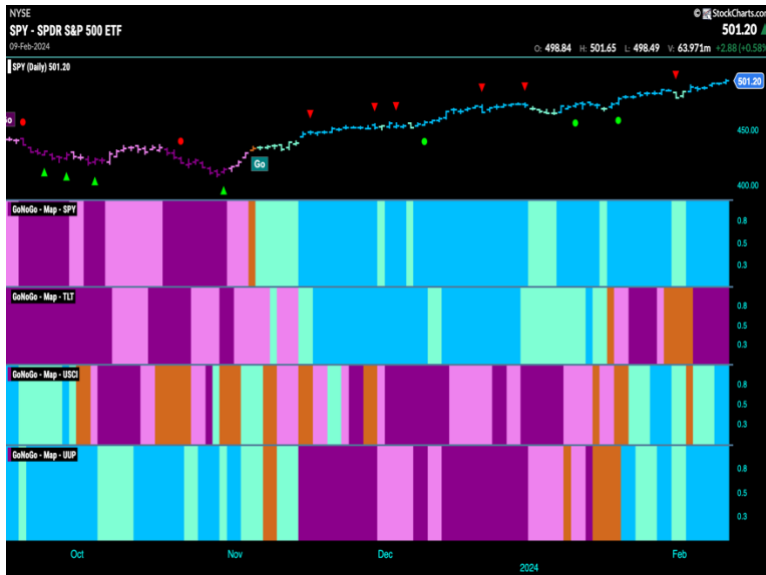 NYSE
© StockCharts.com
SPY - SPDR S&P 500 ETF
501.20
09-Feb-2024
O: 498.84 H: 501.65 L: 498.49 V: 63.971m +2.88 (+0.58%
SPY (Daily) 501.20
501.20
450.00
Go
400.00
GoNoGo - Map - SPY
0.8
0.5
0.3
GoNoGo - Map - TLT
0.8
0.5
0.3
GoNoGo - Map - USCI
0.8
0.5
0.3
GoNoGo - Map - UUP
0.8
0.5
0.3
Oct Nov Dec 2024 Feb